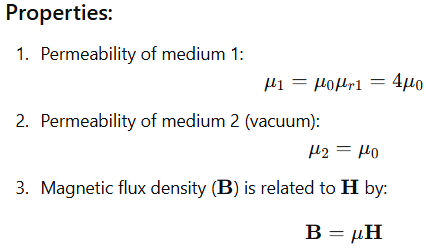 Properties:
1. Permeability of medium 1:
μ₁ = μ₀μᵣ₁ = 4μ₀
2. Permeability of medium 2 (vacuum):
μ₂ = μ₀
3. Magnetic flux density (B) is related to H by:
B = μH